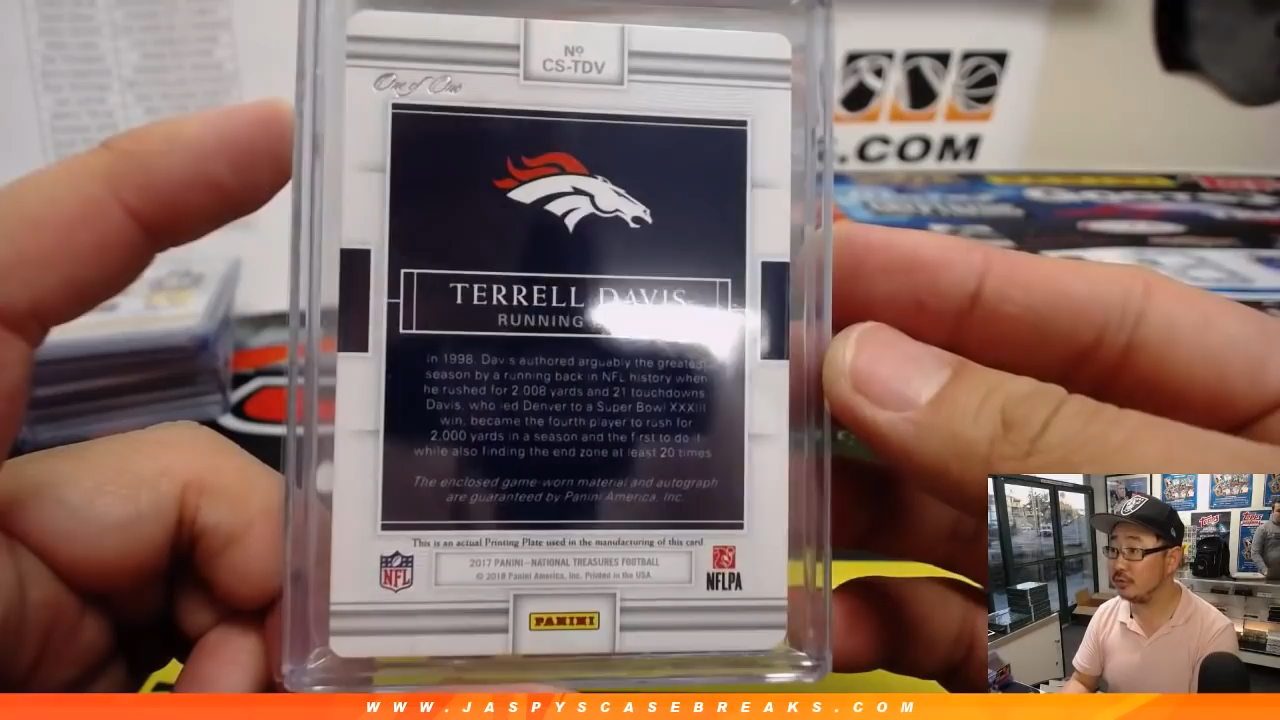 Nº
CS-TDV
One of One
.COM
TERRELL DAVIS
RUNNING
In 1998, Davis authored arguably the greatest
season by a running back in NFL history when
he rushed for 2,008 yards and 21 touchdowns.
Davis, who led Denver to a Super Bowl XXXIII
win, became the fourth player to rush for
2,000 yards in a season and the first to do it
while also finding the end zone at least 20 times.
The enclosed game-worn material and autograph
are guaranteed by Panini America, Inc.
This is an actual Printing Plate used in the manufacturing of this card
2017 PANINI–NATIONAL TREASURES FOOTBALL
© 2018 Panini America, Inc. Printed in the USA.
NFL
NFLPA
PANINI
Topps
WWW.JASPYSCASEBREAKS.COM